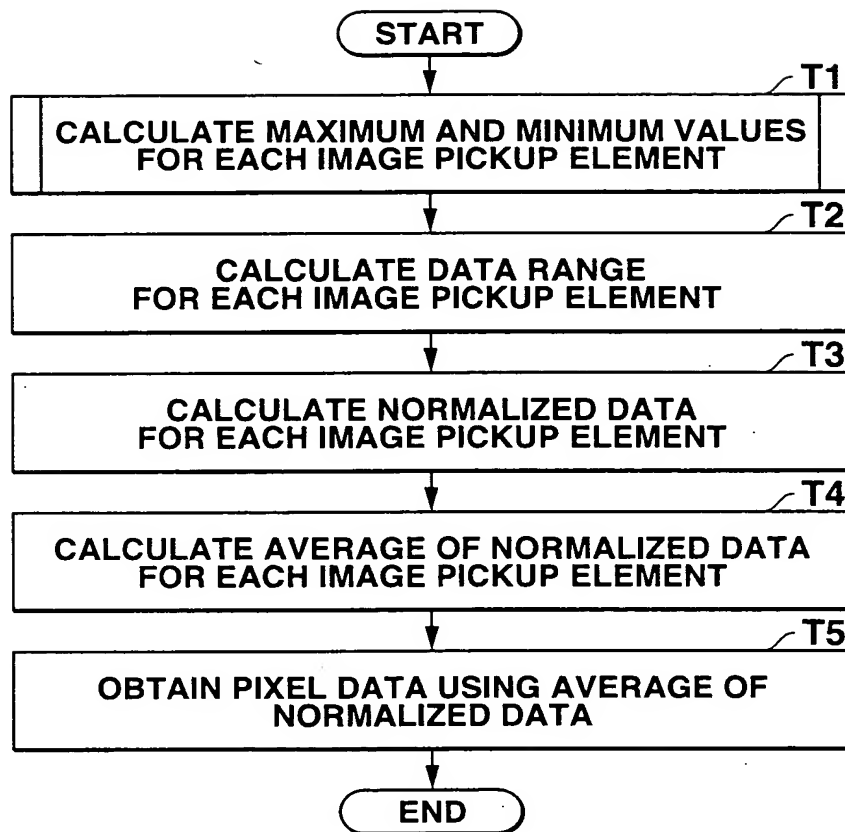 START
T1
CALCULATE MAXIMUM AND MINIMUM VALUES
FOR EACH IMAGE PICKUP ELEMENT
T2
CALCULATE DATA RANGE
FOR EACH IMAGE PICKUP ELEMENT
T3
CALCULATE NORMALIZED DATA
FOR EACH IMAGE PICKUP ELEMENT
T4
CALCULATE AVERAGE OF NORMALIZED DATA
FOR EACH IMAGE PICKUP ELEMENT
T5
OBTAIN PIXEL DATA USING AVERAGE OF
NORMALIZED DATA
END